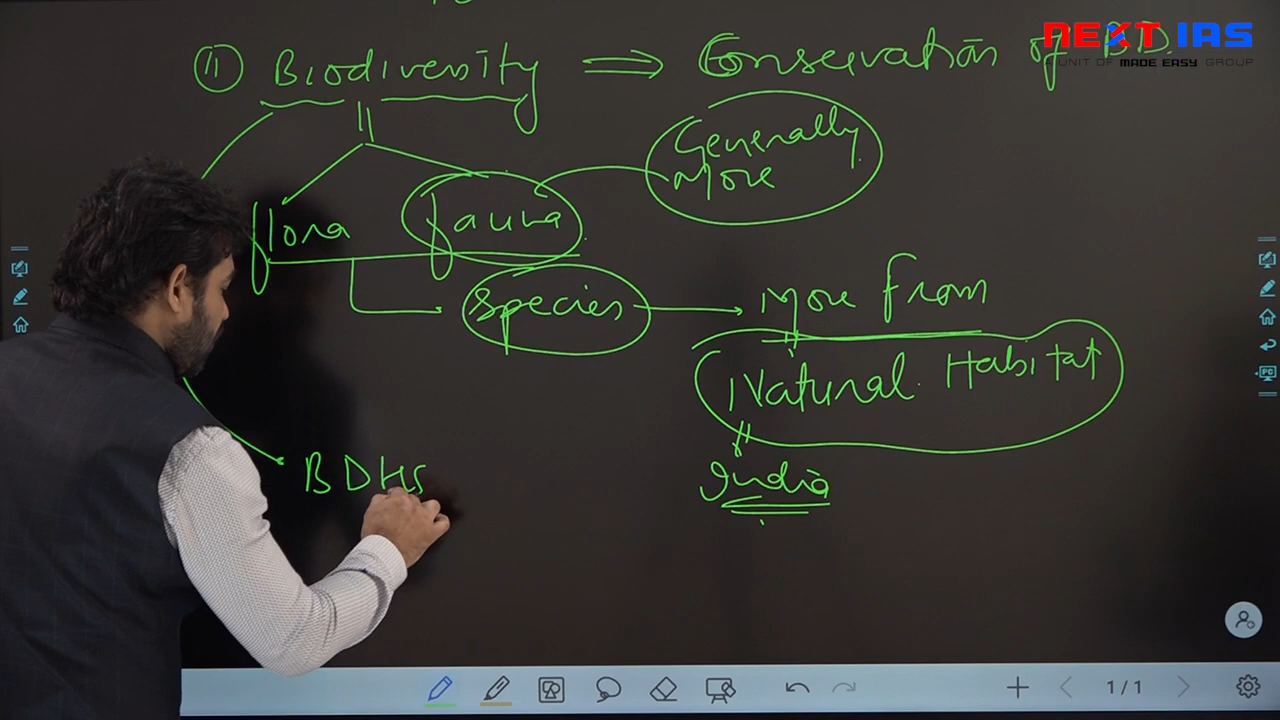 NEXT IAS
A UNIT OF MADE EASY GROUP
11 Biodiversity ⇒ Conservation of B.D.
Generally
More
flora fauna
Species → More from
Natural Habitat
India
BDHS
1/1
PC